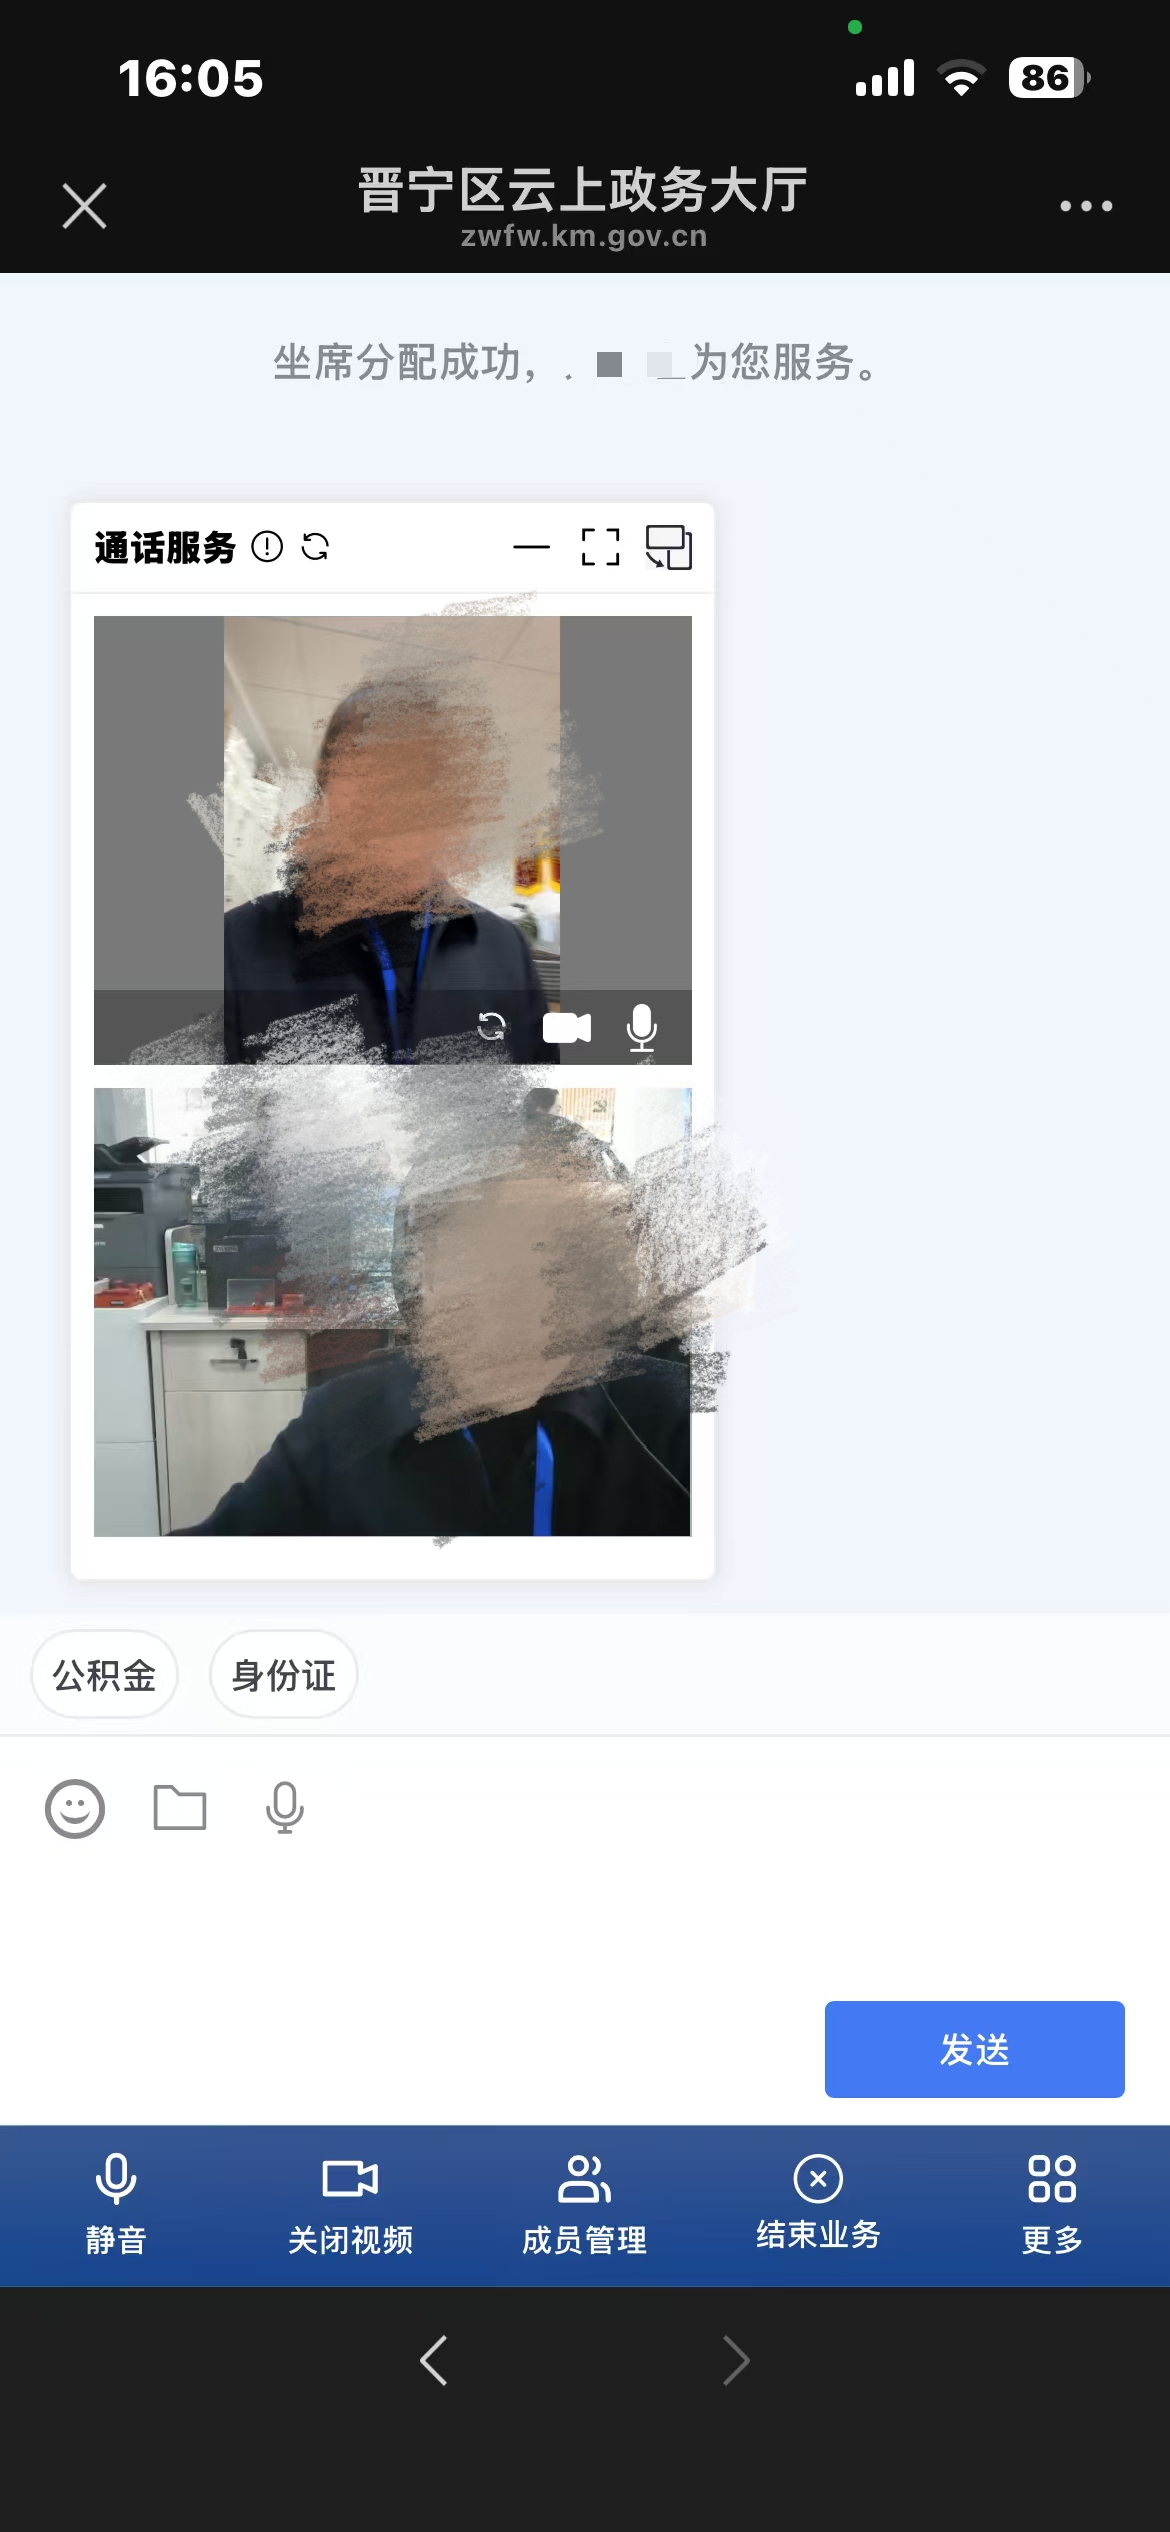 16:05
86
晋宁区云上政务大厅
zwfw.km.gov.cn
坐席分配成功，
为您服务。
通话服务
公积金
身份证
发送
静音
关闭视频
成员管理
结束业务
更多